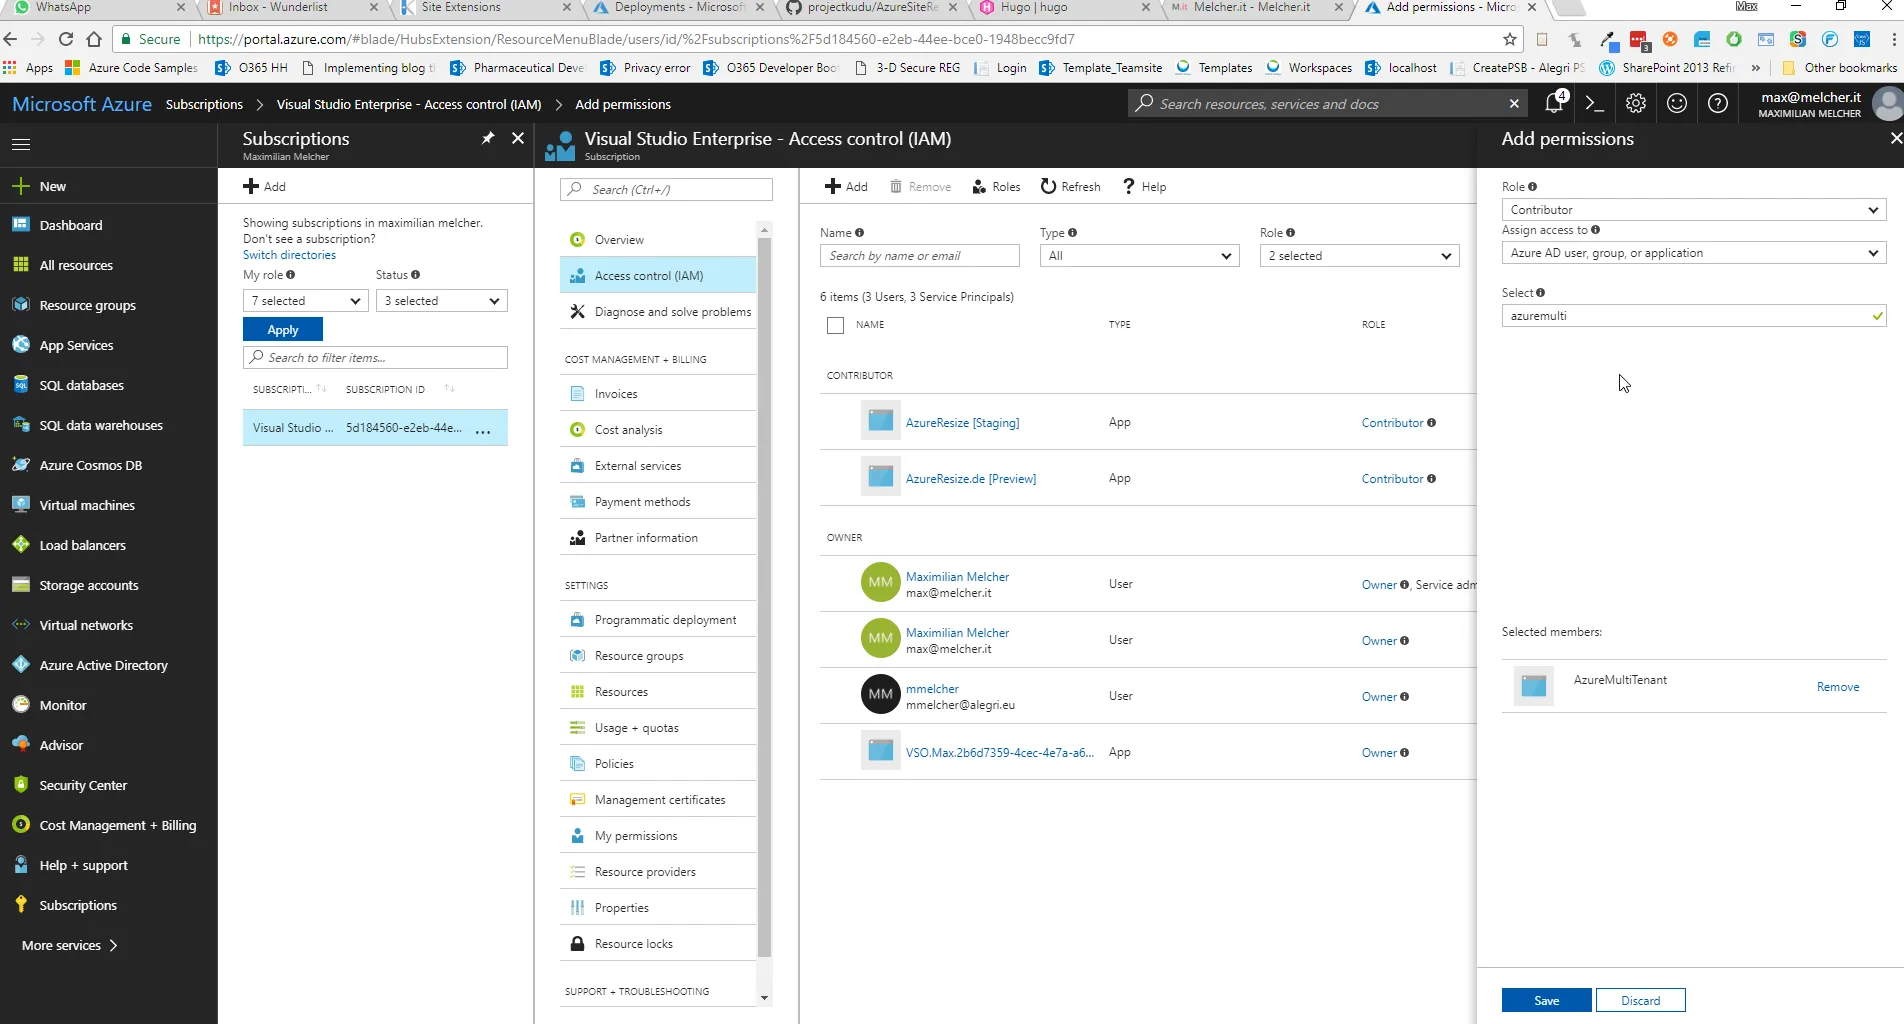 WhatsApp
Inbox - Wunderlist
Site Extensions
Deployments - Microsoft
projectkudu/AzureSiteRe
Hugo | hugo
M.it
Melcher.it - Melcher.it
Add permissions - Micro
Max
Secure
https://portal.azure.com/#blade/HubsExtension/ResourceMenuBlade/users/id/%2Fsubscriptions%2F5d184560-e2eb-44ee-bce0-1948becc9fd7
3
Apps
Azure Code Samples
O365 HH
Implementing blog t
Pharmaceutical Deve
Privacy error
O365 Developer Boo
3-D Secure REG
Login
Template_Teamsite
Templates
Workspaces
localhost
CreatePSB - Alegri PS
SharePoint 2013 Refi
»
Other bookmarks
Microsoft Azure
Subscriptions > Visual Studio Enterprise - Access control (IAM) > Add permissions
Search resources, services and docs
4
max@melcher.it
MAXIMILIAN MELCHER
New
Dashboard
All resources
Resource groups
App Services
SQL databases
SQL data warehouses
Azure Cosmos DB
Virtual machines
Load balancers
Storage accounts
Virtual networks
Azure Active Directory
Monitor
Advisor
Security Center
Cost Management + Billing
Help + support
Subscriptions
More services >
Subscriptions
Maximilian Melcher
Add
Showing subscriptions in maximilian melcher.
Don't see a subscription?
Switch directories
My role
Status
7 selected
3 selected
Apply
Search to filter items...
SUBSCRIPTI...
SUBSCRIPTION ID
Visual Studio ...
5d184560-e2eb-44e...
...
Visual Studio Enterprise - Access control (IAM)
Subscription
Search (Ctrl+/)
Overview
Access control (IAM)
Diagnose and solve problems
COST MANAGEMENT + BILLING
Invoices
Cost analysis
External services
Payment methods
Partner information
SETTINGS
Programmatic deployment
Resource groups
Resources
Usage + quotas
Policies
Management certificates
My permissions
Resource providers
Properties
Resource locks
SUPPORT + TROUBLESHOOTING
Add
Remove
Roles
Refresh
Help
Name
Type
Role
Search by name or email
All
2 selected
6 items (3 Users, 3 Service Principals)
NAME
TYPE
ROLE
CONTRIBUTOR
AzureResize [Staging]
App
Contributor
AzureResize.de [Preview]
App
Contributor
OWNER
MM
Maximilian Melcher
max@melcher.it
User
Owner , Service adm
MM
Maximilian Melcher
max@melcher.it
User
Owner
MM
mmelcher
mmelcher@alegri.eu
User
Owner
VSO.Max.2b6d7359-4cec-4e7a-a6...
App
Owner
Add permissions
Role
Contributor
Assign access to
Azure AD user, group, or application
Select
azuremulti
Selected members:
AzureMultiTenant
Remove
Save
Discard